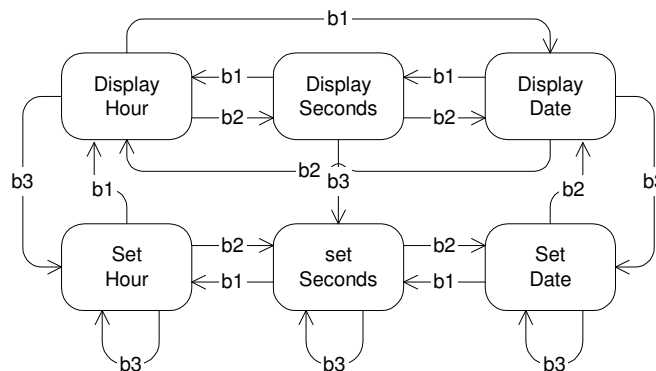 b1
Display
Hour
b1
b2
Display
Seconds
b1
b2
Display
Date
b3
b1
b2
b3
b2
b3
Set
Hour
b2
b1
set
Seconds
b2
b1
Set
Date
b3
b3
b3